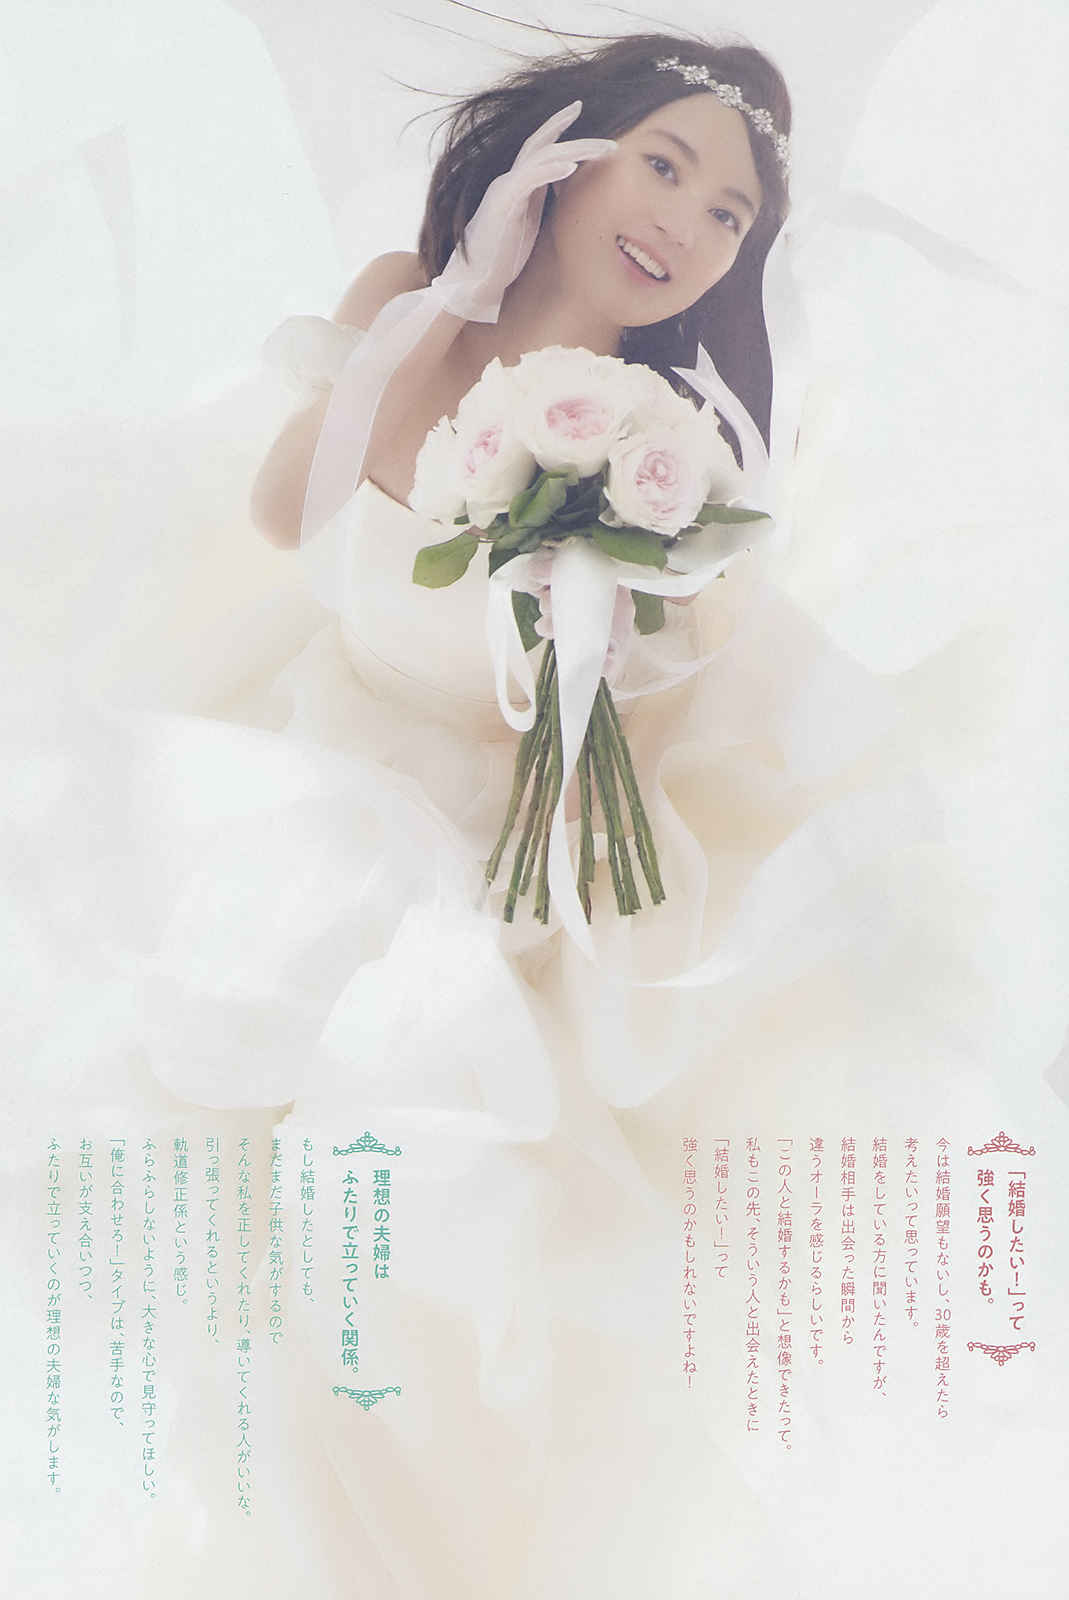 「結婚したい！」って
強く思うのかも。
今は結婚願望もないし、30歳を超えたら
考えたいって思っています。
結婚をしている方に聞いたんですが、
結婚相手は出会った瞬間から
違うオーラを感じるらしいです。
「この人と結婚するかも」と想像できたって。
私もこの先、そういう人と出会えたときに
「結婚したい！」って
強く思うのかもしれないですよね！
理想の夫婦は
ふたりで立っていく関係。
もし結婚したとしても、
まだまだ子供な気がするので
そんな私を正してくれたり、導いてくれる人がいいな。
引っ張ってくれるというより、
軌道修正係という感じ。
ふらふらしないように、大きな心で見守ってほしい。
「俺に合わせろ！」タイプは、苦手なので、
お互いが支え合いつつ、
ふたりで立っていくのが理想の夫婦な気がします。